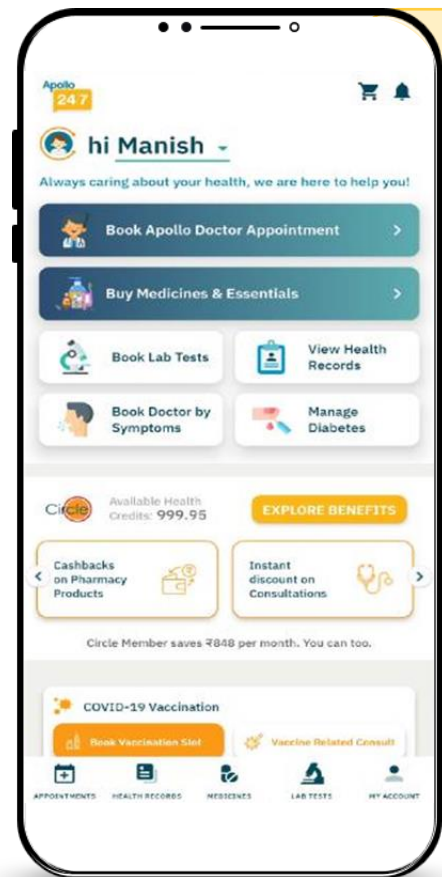 Apollo
24|7
hi Manish
Always caring about your health, we are here to help you!
Book Apollo Doctor Appointment
Buy Medicines & Essentials
Book Lab Tests
View Health
Records
Book Doctor by
Symptoms
Manage
Diabetes
Circle
Available Health
Credits: 999.95
EXPLORE BENEFITS
Cashbacks
on Pharmacy
Products
Instant
discount on
Consultations
Circle Member saves ₹848 per month. You can too.
COVID-19 Vaccination
Book Vaccination Slot
Vaccine Related Consult
APPOINTMENTS
HEALTH RECORDS
MEDICINES
LAB TESTS
MY ACCOUNT